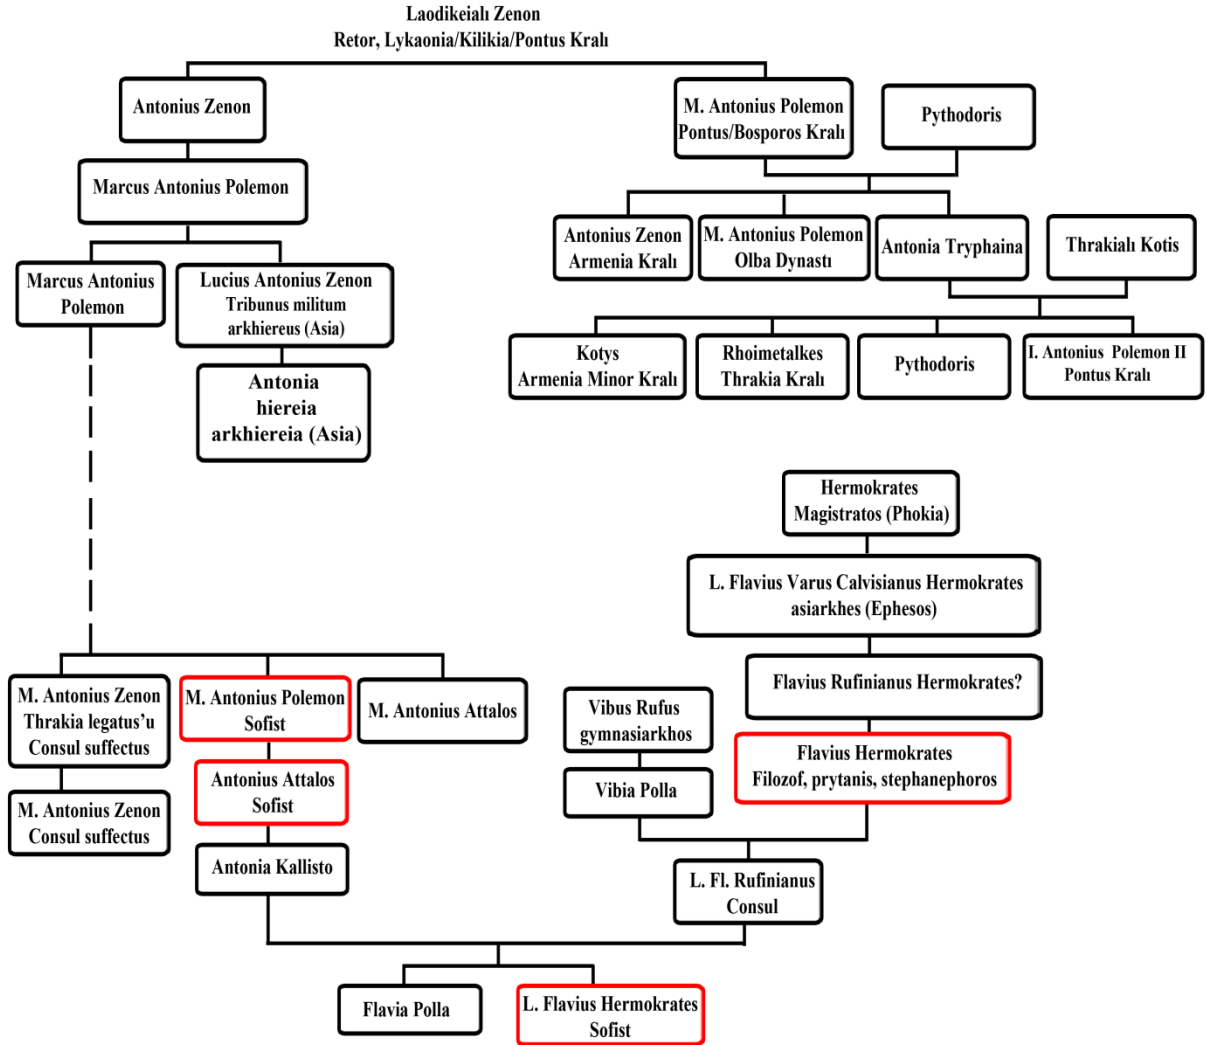 Laodikeialı Zenon
Retor, Lykaonia/Kilikia/Pontus Kralı
Antonius Zenon
M. Antonius Polemon
Pontus/Bosporos Kralı
Pythodoris
Marcus Antonius Polemon
Antonius Zenon
Armenia Kralı
M. Antonius Polemon
Olba Dynastı
Antonia Tryphaina
Thrakialı Kotis
Marcus Antonius
Polemon
Lucius Antonius Zenon
Tribunus militum
arkhiereus (Asia)
Kotys
Armenia Minor Kralı
Rhoimetalkes
Thrakia Kralı
Pythodoris
I. Antonius Polemon II
Pontus Kralı
Antonia
hiereia
arkhiereia (Asia)
Hermokrates
Magistratos (Phokia)
L. Flavius Varus Calvisianus Hermokrates
asiarkhes (Ephesos)
Flavius Rufinianus Hermokrates?
M. Antonius Zenon
Thrakia legatus’u
Consul suffectus
M. Antonius Polemon
Sofist
M. Antonius Attalos
Vibus Rufus
gymnasiarkhos
Flavius Hermokrates
Filozof, prytanis, stephanephoros
Antonius Attalos
Sofist
Vibia Polla
M. Antonius Zenon
Consul suffectus
Antonia Kallisto
L. Fl. Rufinianus
Consul
Flavia Polla
L. Flavius Hermokrates
Sofist